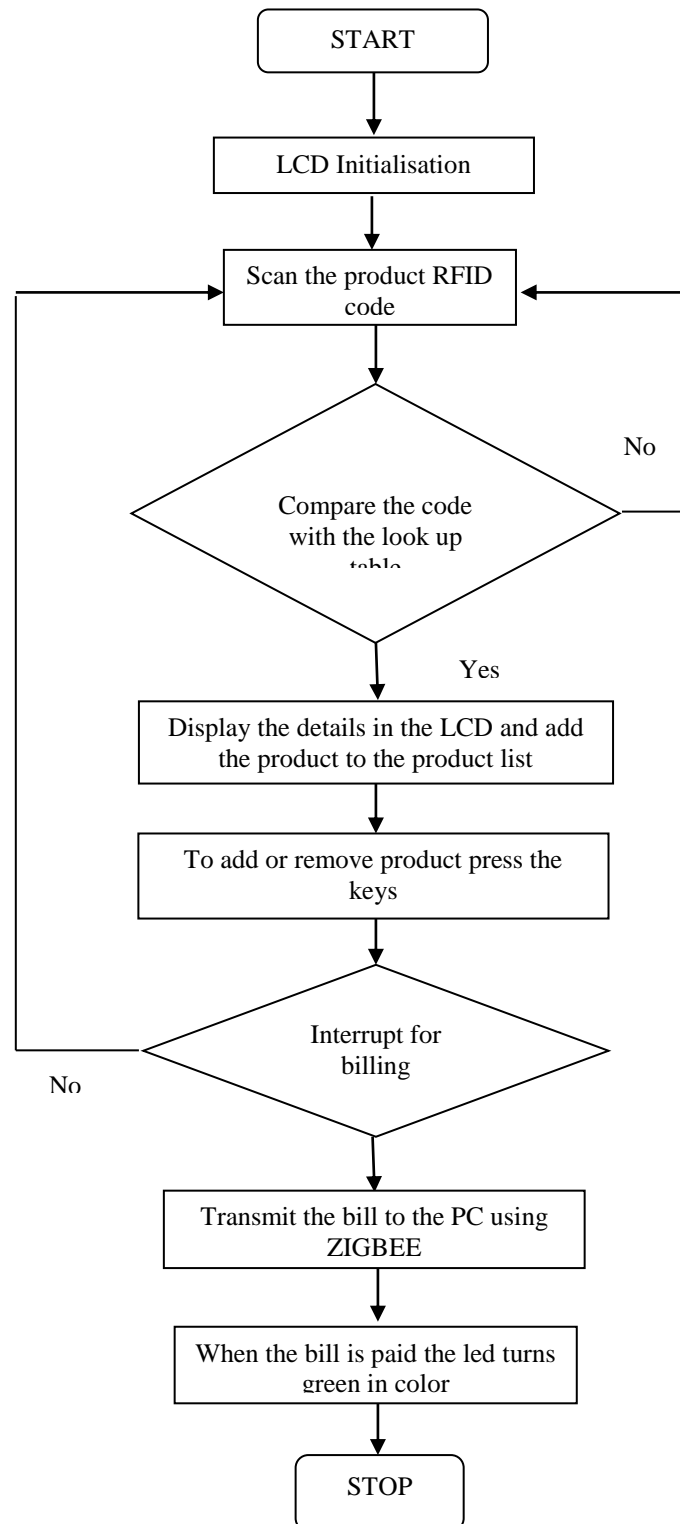 START
LCD Initialisation
Scan the product RFID
code
No
Compare the code
with the look up
table
Yes
Display the details in the LCD and add
the product to the product list
To add or remove product press the
keys
Interrupt for
billing
No
Transmit the bill to the PC using
ZIGBEE
When the bill is paid the led turns
green in color
STOP